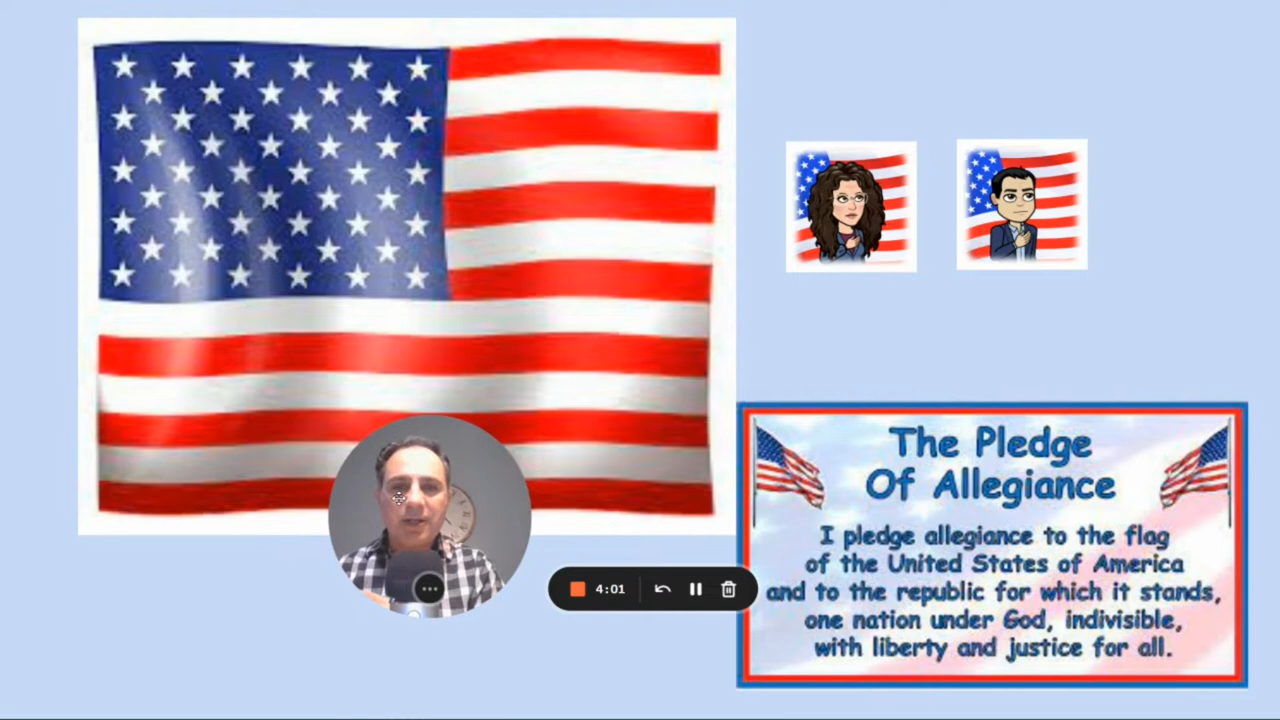 4:01
The Pledge
Of Allegiance
I pledge allegiance to the flag
of the United States of America
and to the republic for which it stands,
one nation under God, indivisible,
with liberty and justice for all.